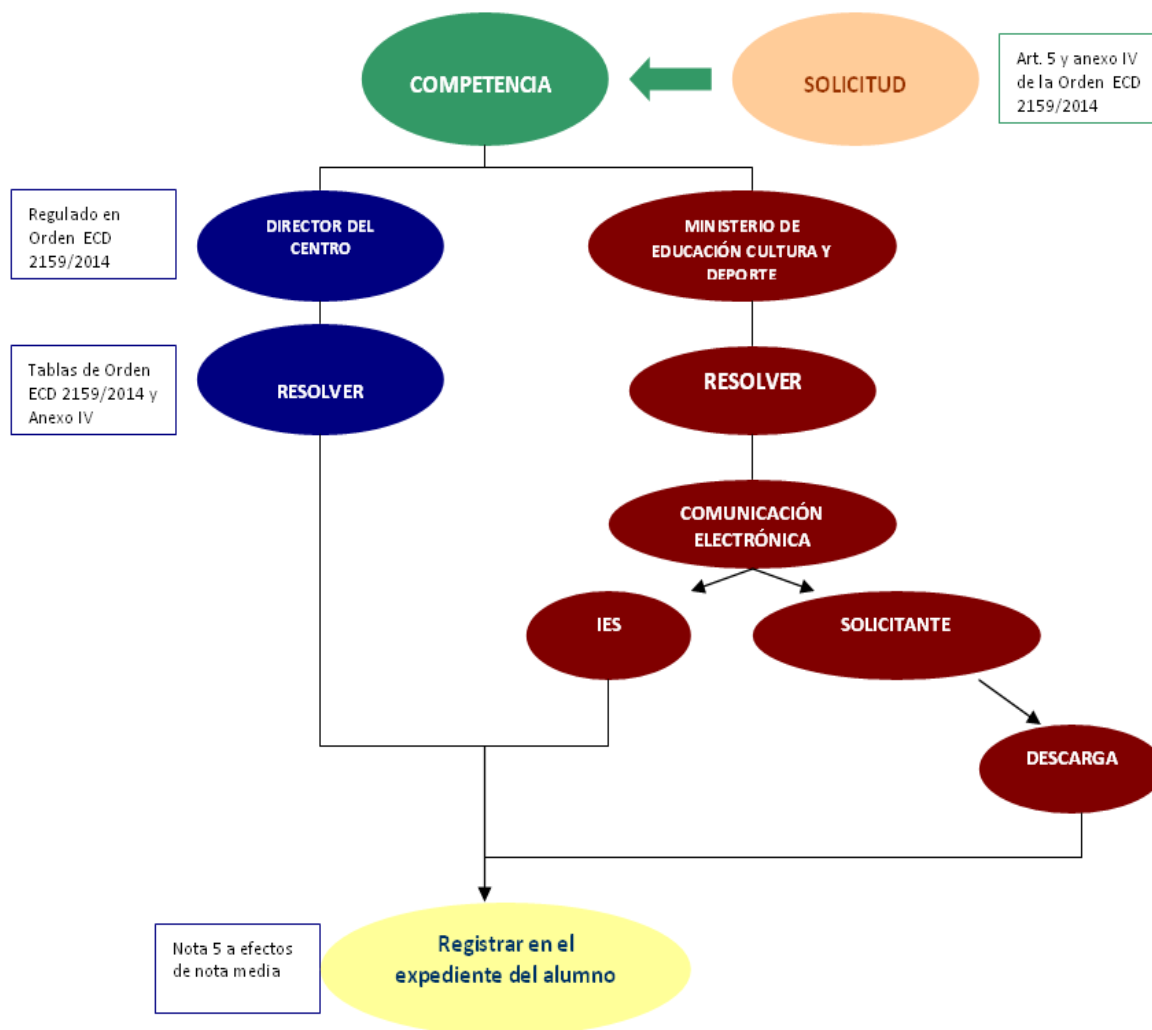 COMPETENCIA
SOLICITUD
Art. 5 y anexo IV
de la Orden ECD
2159/2014
Regulado en
Orden ECD
2159/2014
DIRECTOR DEL
CENTRO
MINISTERIO DE
EDUCACIÓN CULTURA Y
DEPORTE
Tablas de Orden
ECD 2159/2014 y
Anexo IV
RESOLVER
RESOLVER
COMUNICACIÓN
ELECTRÓNICA
IES
SOLICITANTE
DESCARGA
Nota 5 a efectos
de nota media
Registrar en el
expediente del alumno